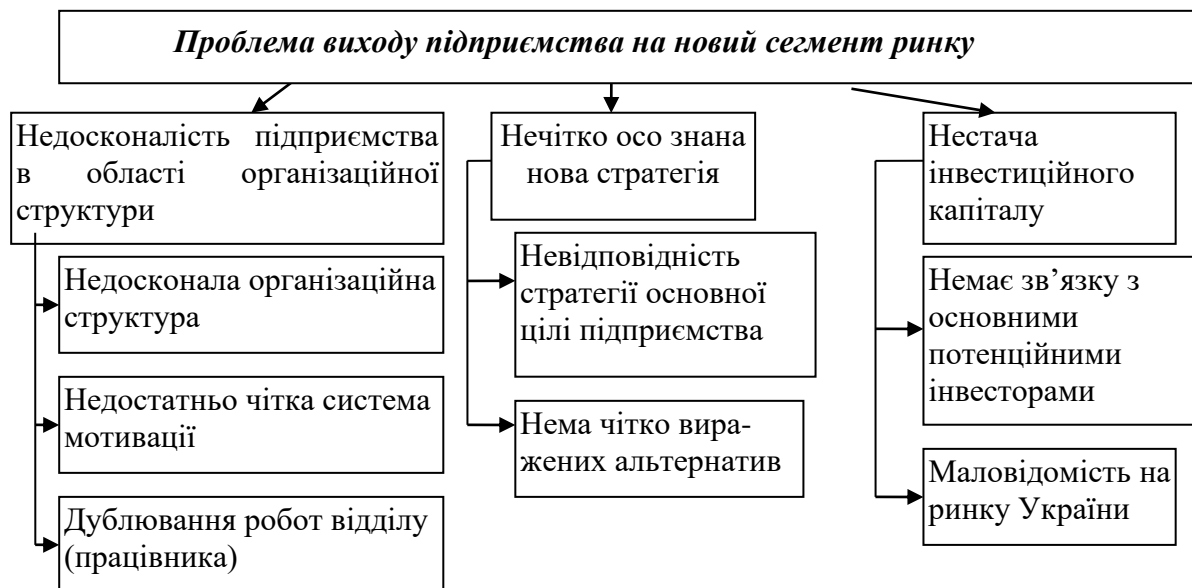 Проблема виходу підприємства на новий сегмент ринку
Недосконалість підприємства
в області організаційної
структури
Недосконала організаційна
структура
Недостатньо чітка система
мотивації
Дублювання робот відділу
(працівника)
Нечітко осо знана
нова стратегія
Невідповідність
стратегії основної
цілі підприємства
Нема чітко вира-
жених альтернатив
Нестача
інвестиційного
капіталу
Немає зв’язку з
основними
потенційними
інвесторами
Маловідомість на
ринку України